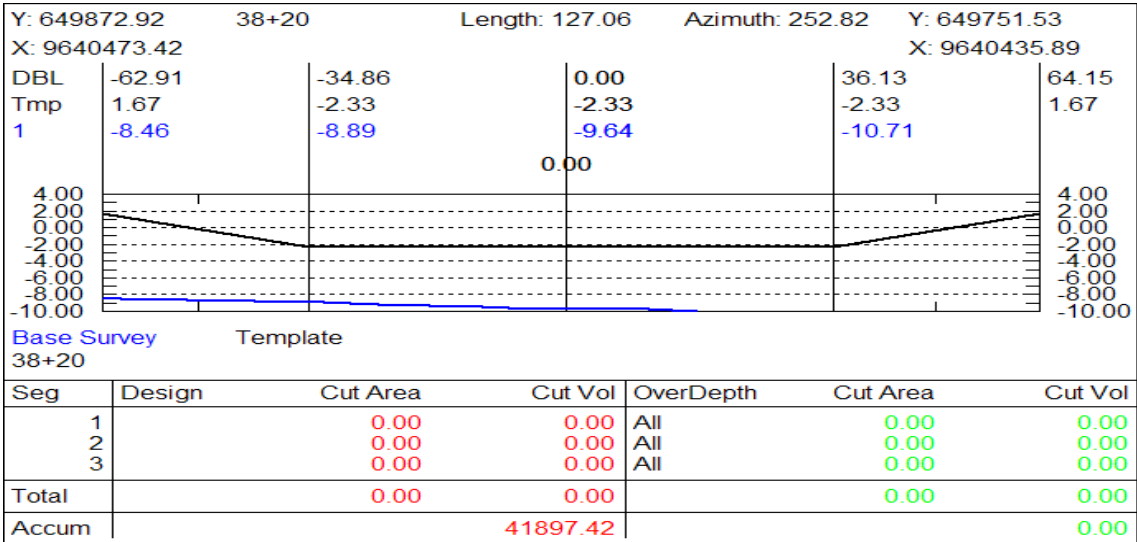 Y: 649872.92 38+20 Length: 127.06 Azimuth: 252.82 Y: 649751.53
X: 9640473.42 X: 9640435.89
DBL -62.91 -34.86 0.00 36.13 64.15
Tmp 1.67 -2.33 -2.33 -2.33 1.67
1 -8.46 -8.89 -9.64 -10.71
0.00
4.00 4.00
2.00 2.00
0.00 0.00
-2.00 -2.00
-4.00 -4.00
-6.00 -6.00
-8.00 -8.00
-10.00 -10.00
Base Survey Template
38+20
Seg Design Cut Area Cut Vol OverDepth Cut Area Cut Vol
1 0.00 0.00 All 0.00 0.00
2 0.00 0.00 All 0.00 0.00
3 0.00 0.00 All 0.00 0.00
Total 0.00 0.00 0.00 0.00
Accum 41897.42 0.00